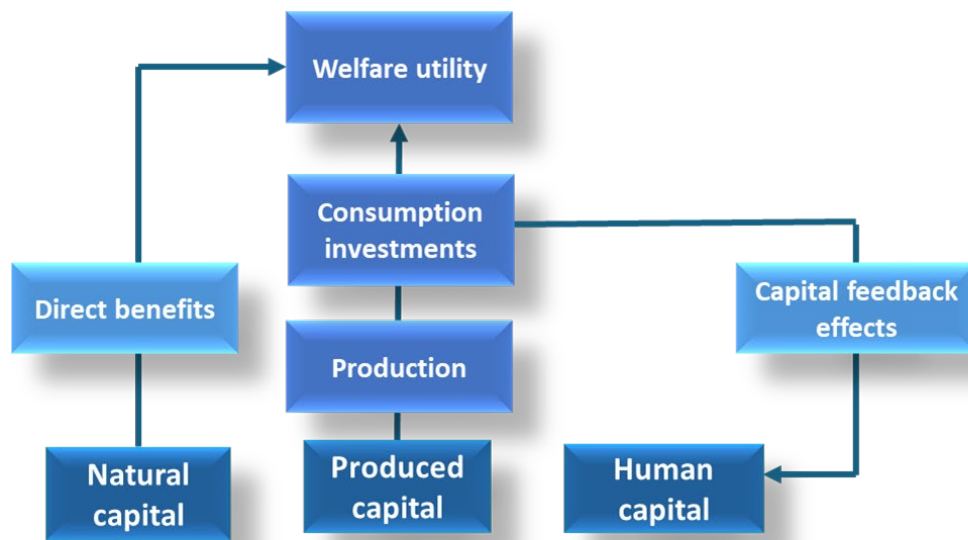 Welfare utility
Consumption
investments
Direct benefits
Capital feedback
effects
Production
Natural
capital
Produced
capital
Human
capital